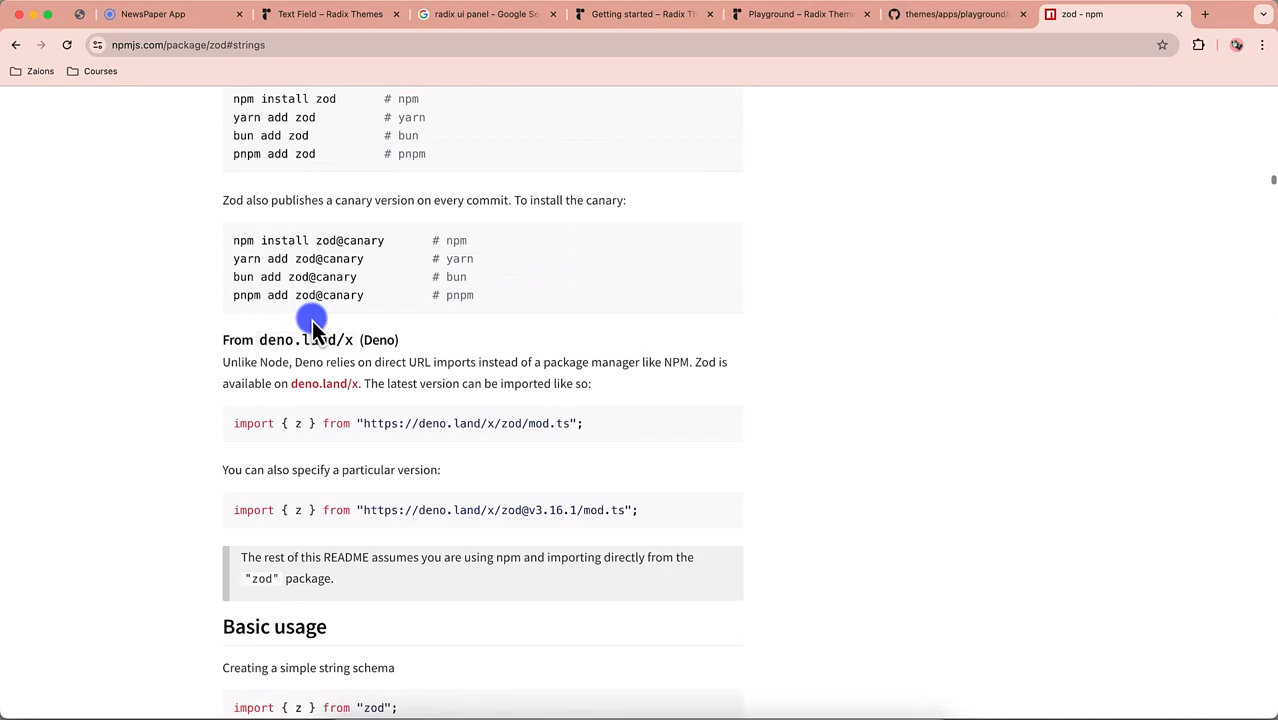 NewsPaper App
Text Field – Radix Themes
radix ui panel - Google Se
Getting started – Radix Th
Playground – Radix Theme
themes/apps/playground/
zod - npm
npmjs.com/package/zod#strings
Zaions
Courses
npm install zod # npm
yarn add zod # yarn
bun add zod # bun
pnpm add zod # pnpm
Zod also publishes a canary version on every commit. To install the canary:
npm install zod@canary # npm
yarn add zod@canary # yarn
bun add zod@canary # bun
pnpm add zod@canary # pnpm
From deno.land/x (Deno)
Unlike Node, Deno relies on direct URL imports instead of a package manager like NPM. Zod is
available on deno.land/x. The latest version can be imported like so:
import { z } from "https://deno.land/x/zod/mod.ts";
You can also specify a particular version:
import { z } from "https://deno.land/x/zod@v3.16.1/mod.ts";
The rest of this README assumes you are using npm and importing directly from the
"zod" package.
Basic usage
Creating a simple string schema
import { z } from "zod";